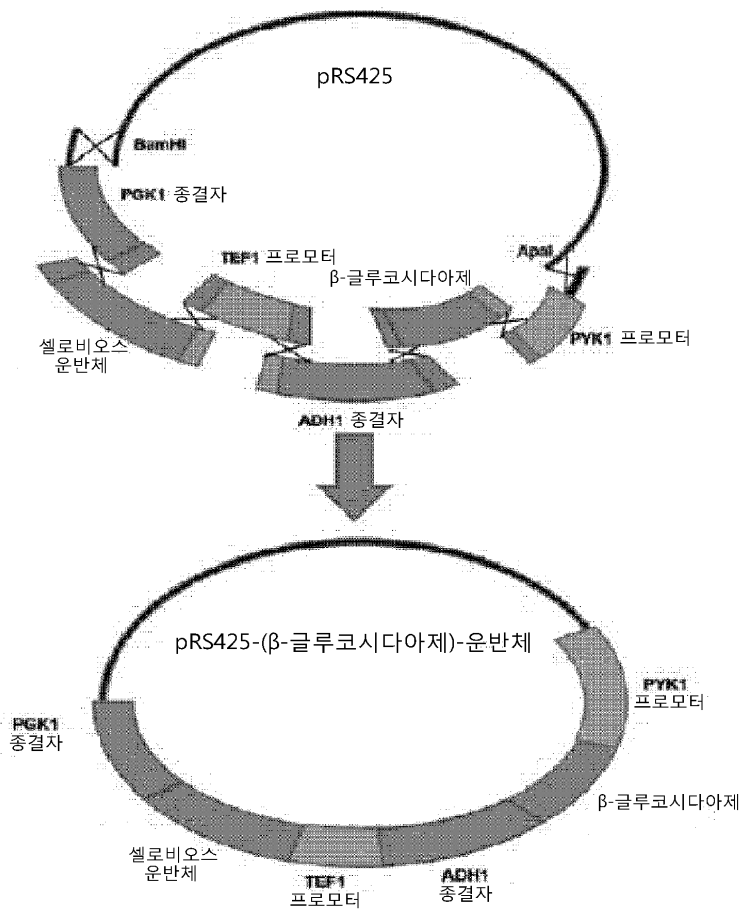 pRS425
BamHI
PGK1 종결자
TEF1 프로모터
ApaI
β-글루코시다아제
셀로비오스
운반체
PYK1 프로모터
ADH1 종결자
pRS425-(β-글루코시다아제)-운반체
PYK1
프로모터
PGK1
종결자
β-글루코시다아제
셀로비오스
운반체
TEF1
프로모터
ADH1
종결자